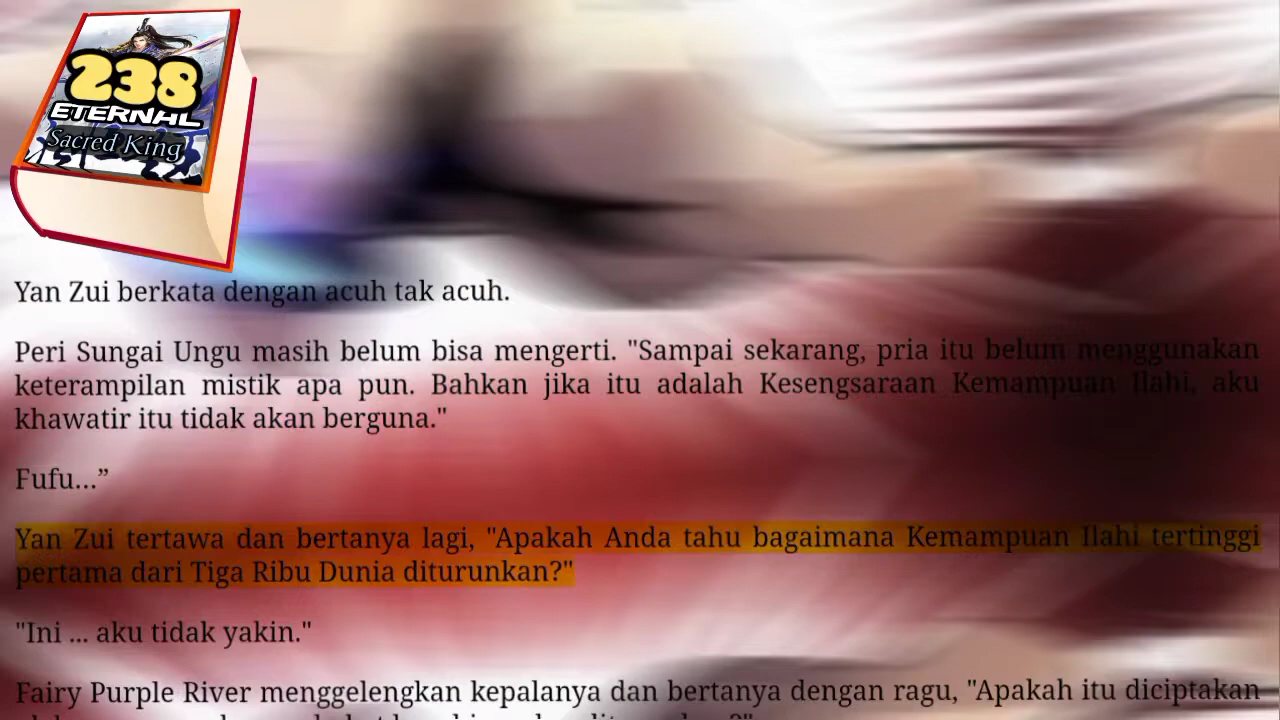 238
ETERNAL
Sacred King
Yan Zui berkata dengan acuh tak acuh.
Peri Sungai Ungu masih belum bisa mengerti. "Sampai sekarang, pria itu belum menggunakan
keterampilan mistik apa pun. Bahkan jika itu adalah Kesengsaraan Kemampuan Ilahi, aku
khawatir itu tidak akan berguna."
Fufu…”
Yan Zui tertawa dan bertanya lagi, "Apakah Anda tahu bagaimana Kemampuan Ilahi tertinggi
pertama dari Tiga Ribu Dunia diturunkan?"
"Ini ... aku tidak yakin."
Fairy Purple River menggelengkan kepalanya dan bertanya dengan ragu, "Apakah itu diciptakan